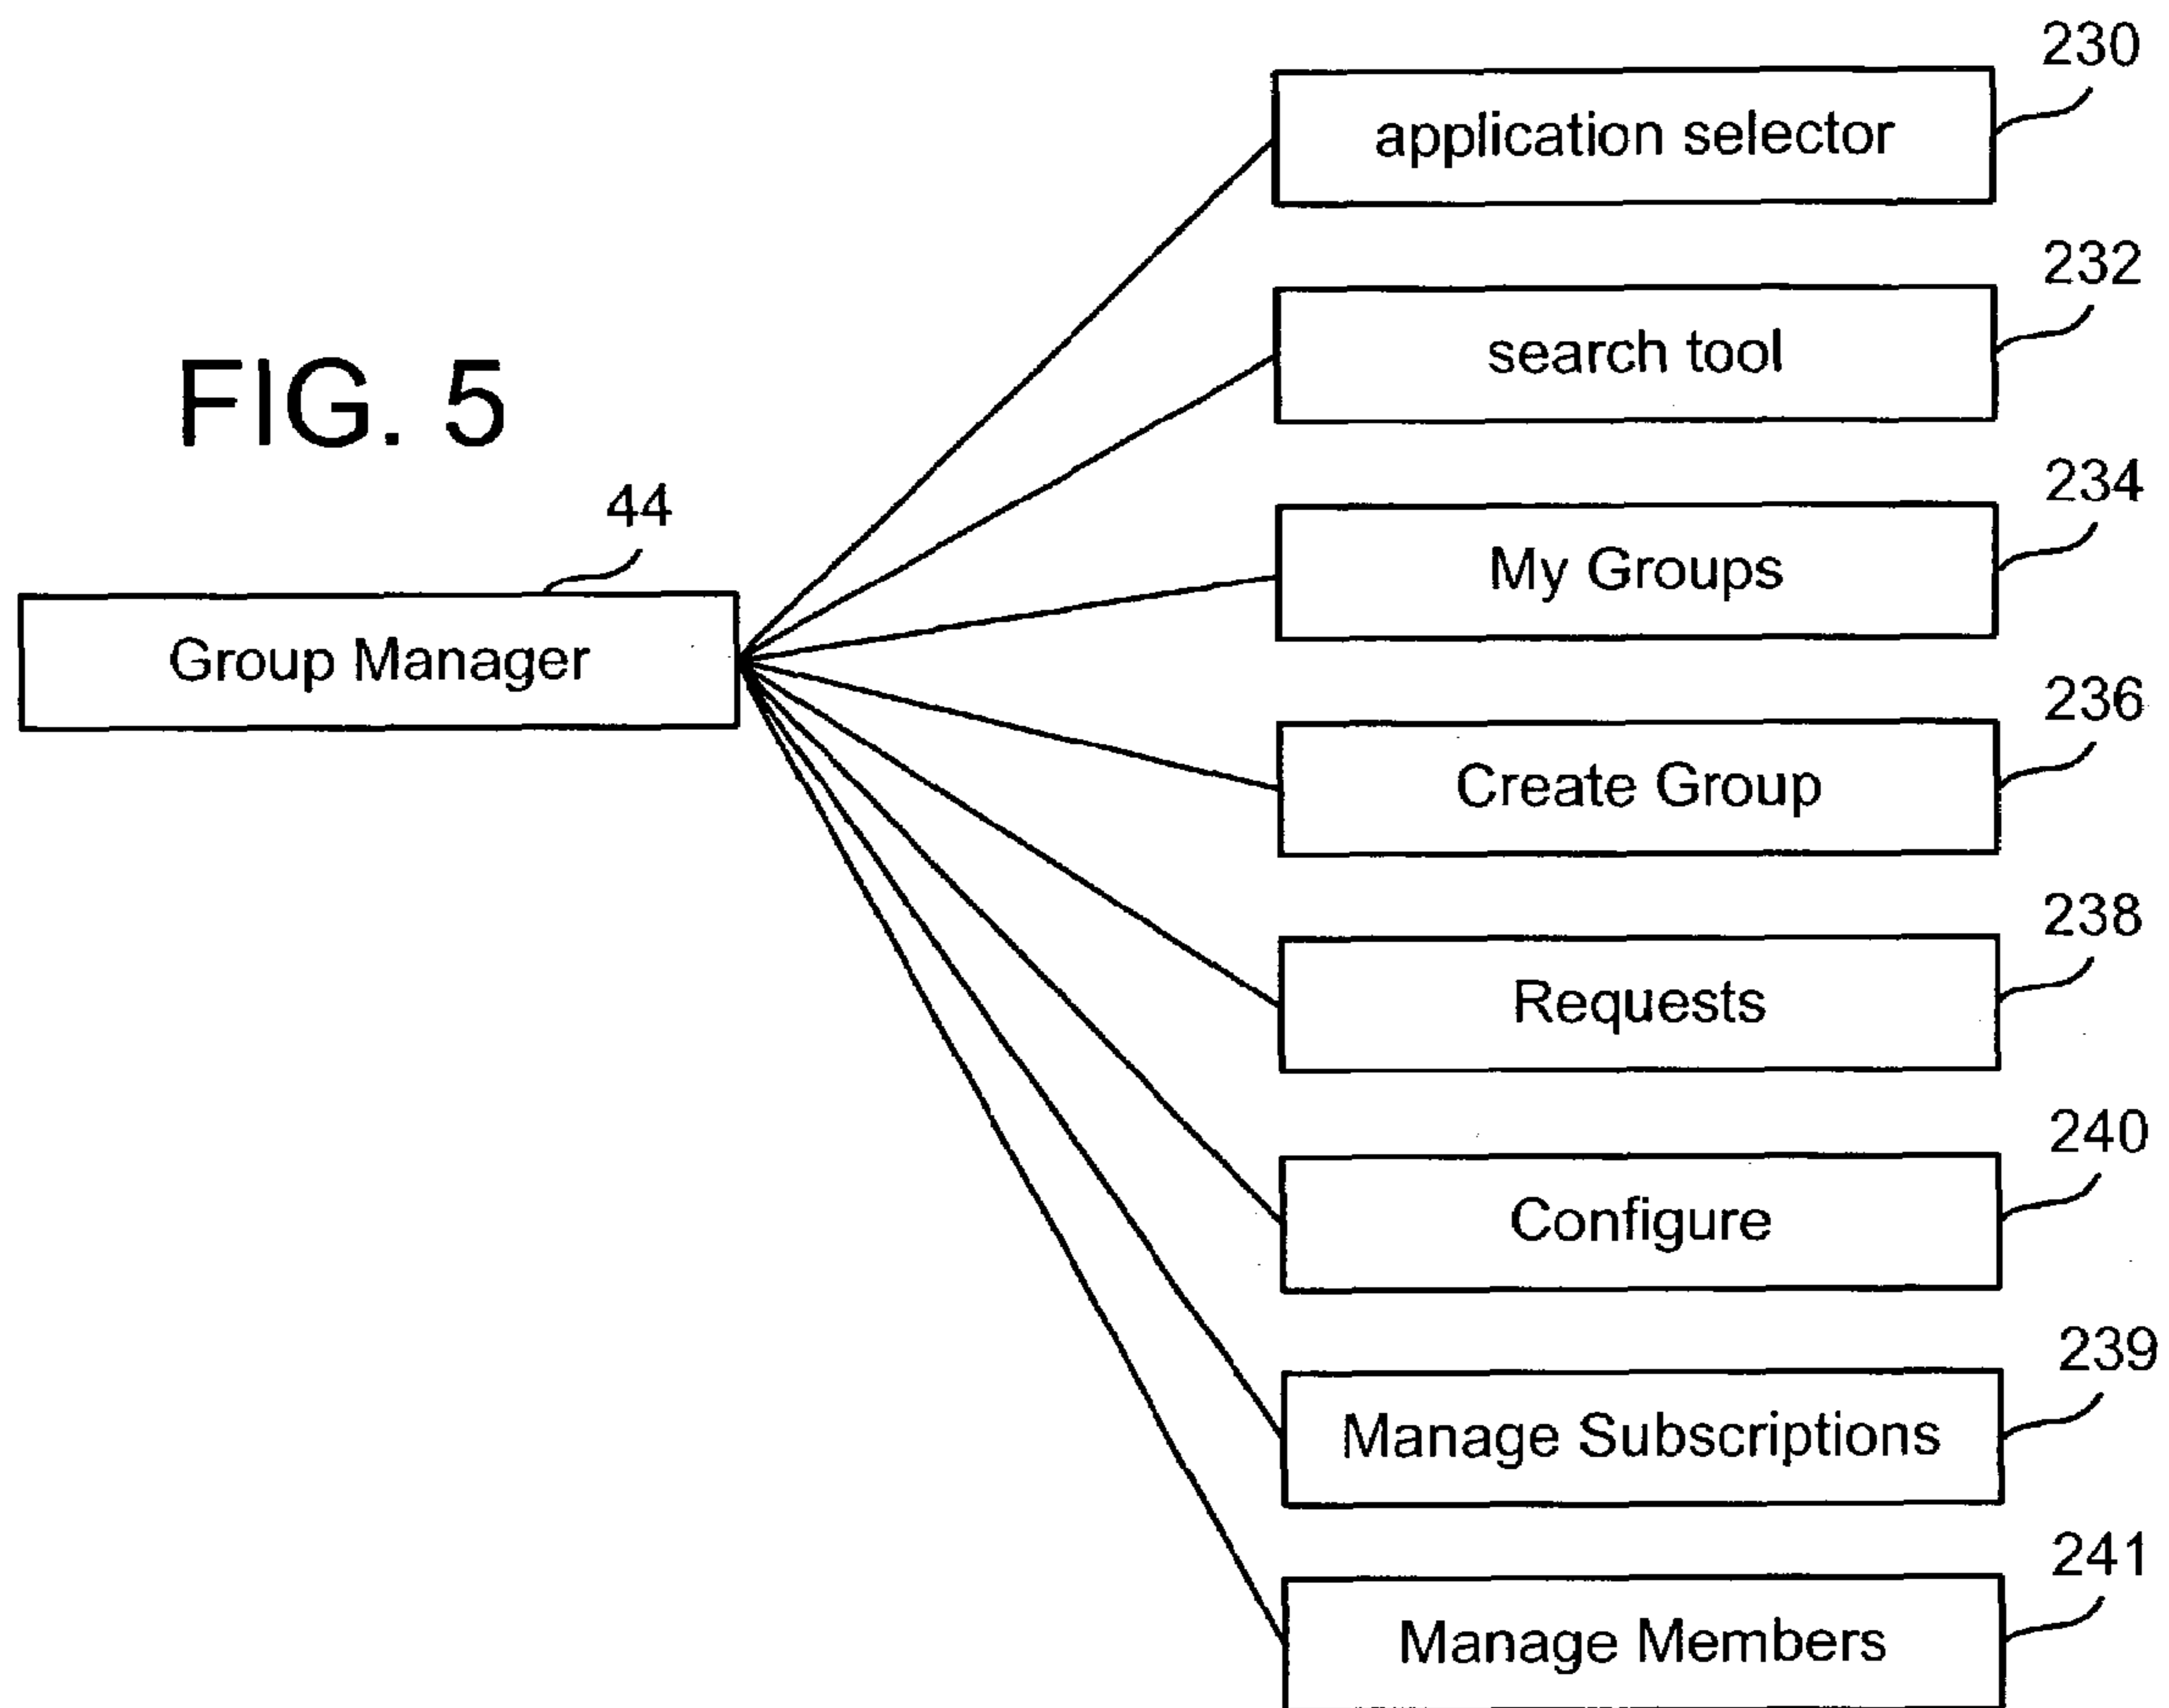 FIG. 5
44
Group Manager
230
application selector
232
search tool
234
My Groups
236
Create Group
238
Requests
240
Configure
239
Manage Subscriptions
241
Manage Members